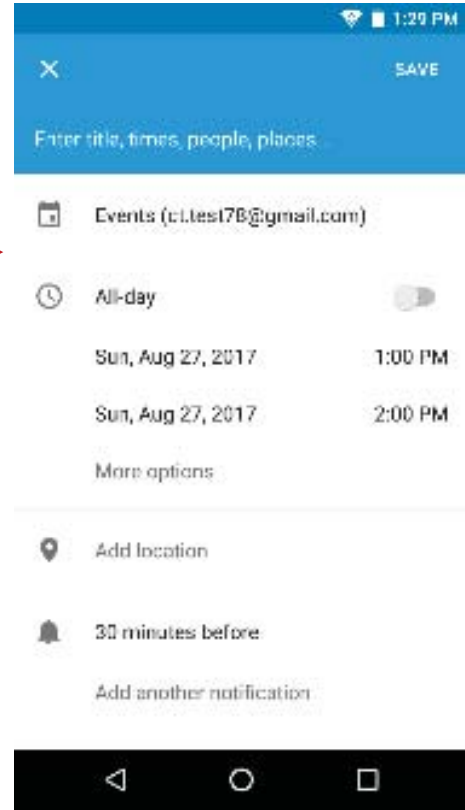 1:29 PM
SAVE
Enter title, times, people, places...
Events (ct.test78@gmail.com)
All-day
Sun, Aug 27, 2017 1:00 PM
Sun, Aug 27, 2017 2:00 PM
More options
Add location
30 minutes before
Add another notification